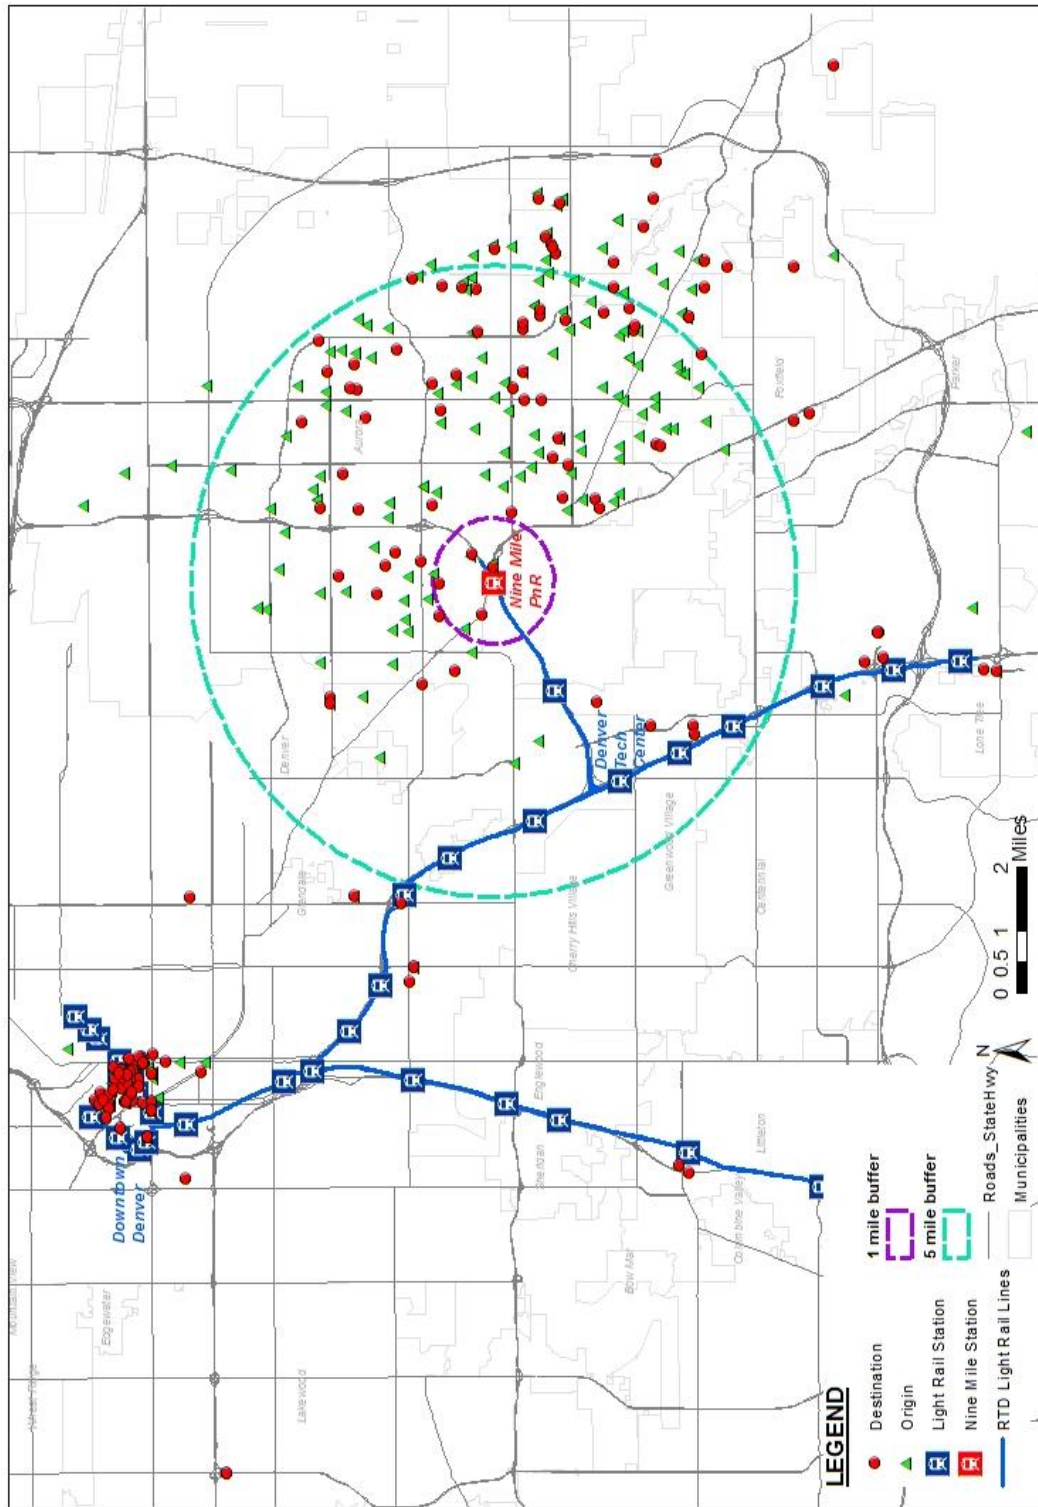 Mountain View
Edgewater
Lakewood
Downtown
Denver
Glendale
Denver
Aurora
Nine Mile
PnR
Denver
Tech
Center
Sheridan
Englewood
Cherry Hills Village
Greenwood Village
Centennial
Foxfield
Parker
Lone Tree
Bow Mar
Columbine Valley
Littleton
LEGEND
Destination
Origin
Light Rail Station
Nine Mile Station
RTD Light Rail Lines
1 mile buffer
5 mile buffer
Roads_StateHwy
Municipalities
N
0 0.5 1 2
Miles